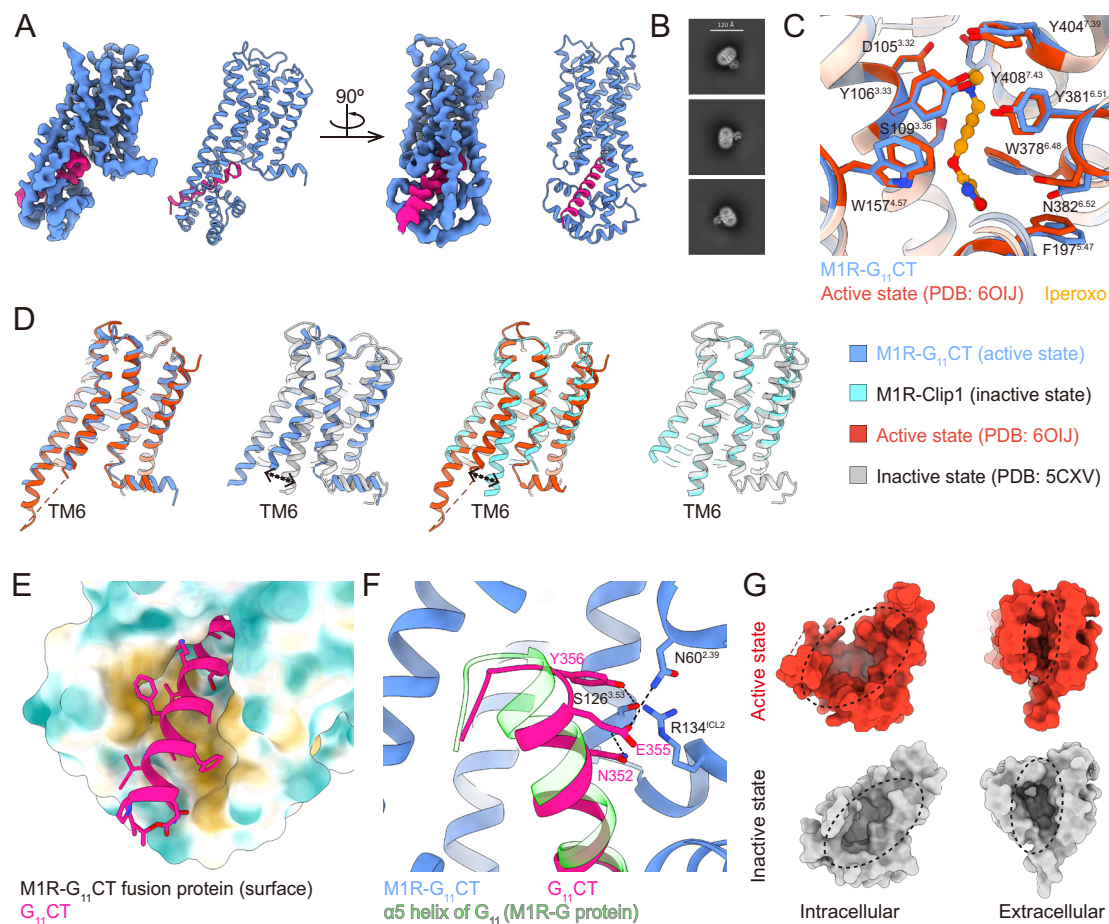 A
90º
B
120 Å
C
Y404^7.39
D105^3.32
Y408^7.43
Y106^3.33
Y381^6.51
S109^3.36
W378^6.48
W157^4.57
N382^6.52
F197^5.47
M1R-G₁₁CT
Active state (PDB: 6OIJ)
Iperoxo
D
TM6
TM6
TM6
M1R-G₁₁CT (active state)
M1R-Clip1 (inactive state)
Active state (PDB: 6OIJ)
Inactive state (PDB: 5CXV)
E
M1R-G₁₁CT fusion protein (surface)
G₁₁CT
F
Y356
N60^2.39
S126^3.53
R134^ICL2
E355
N352
M1R-G₁₁CT
G₁₁CT
α5 helix of G₁₁ (M1R-G protein)
G
Active state
Inactive state
Intracellular
Extracellular